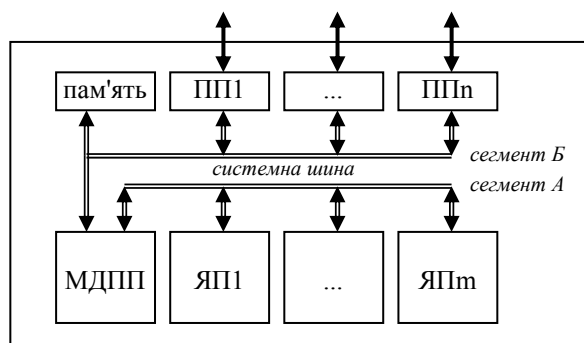 пам'ять ПП1 ... ППn
сегмент Б
системна шина
сегмент А
МДПП ЯП1 ... ЯПm